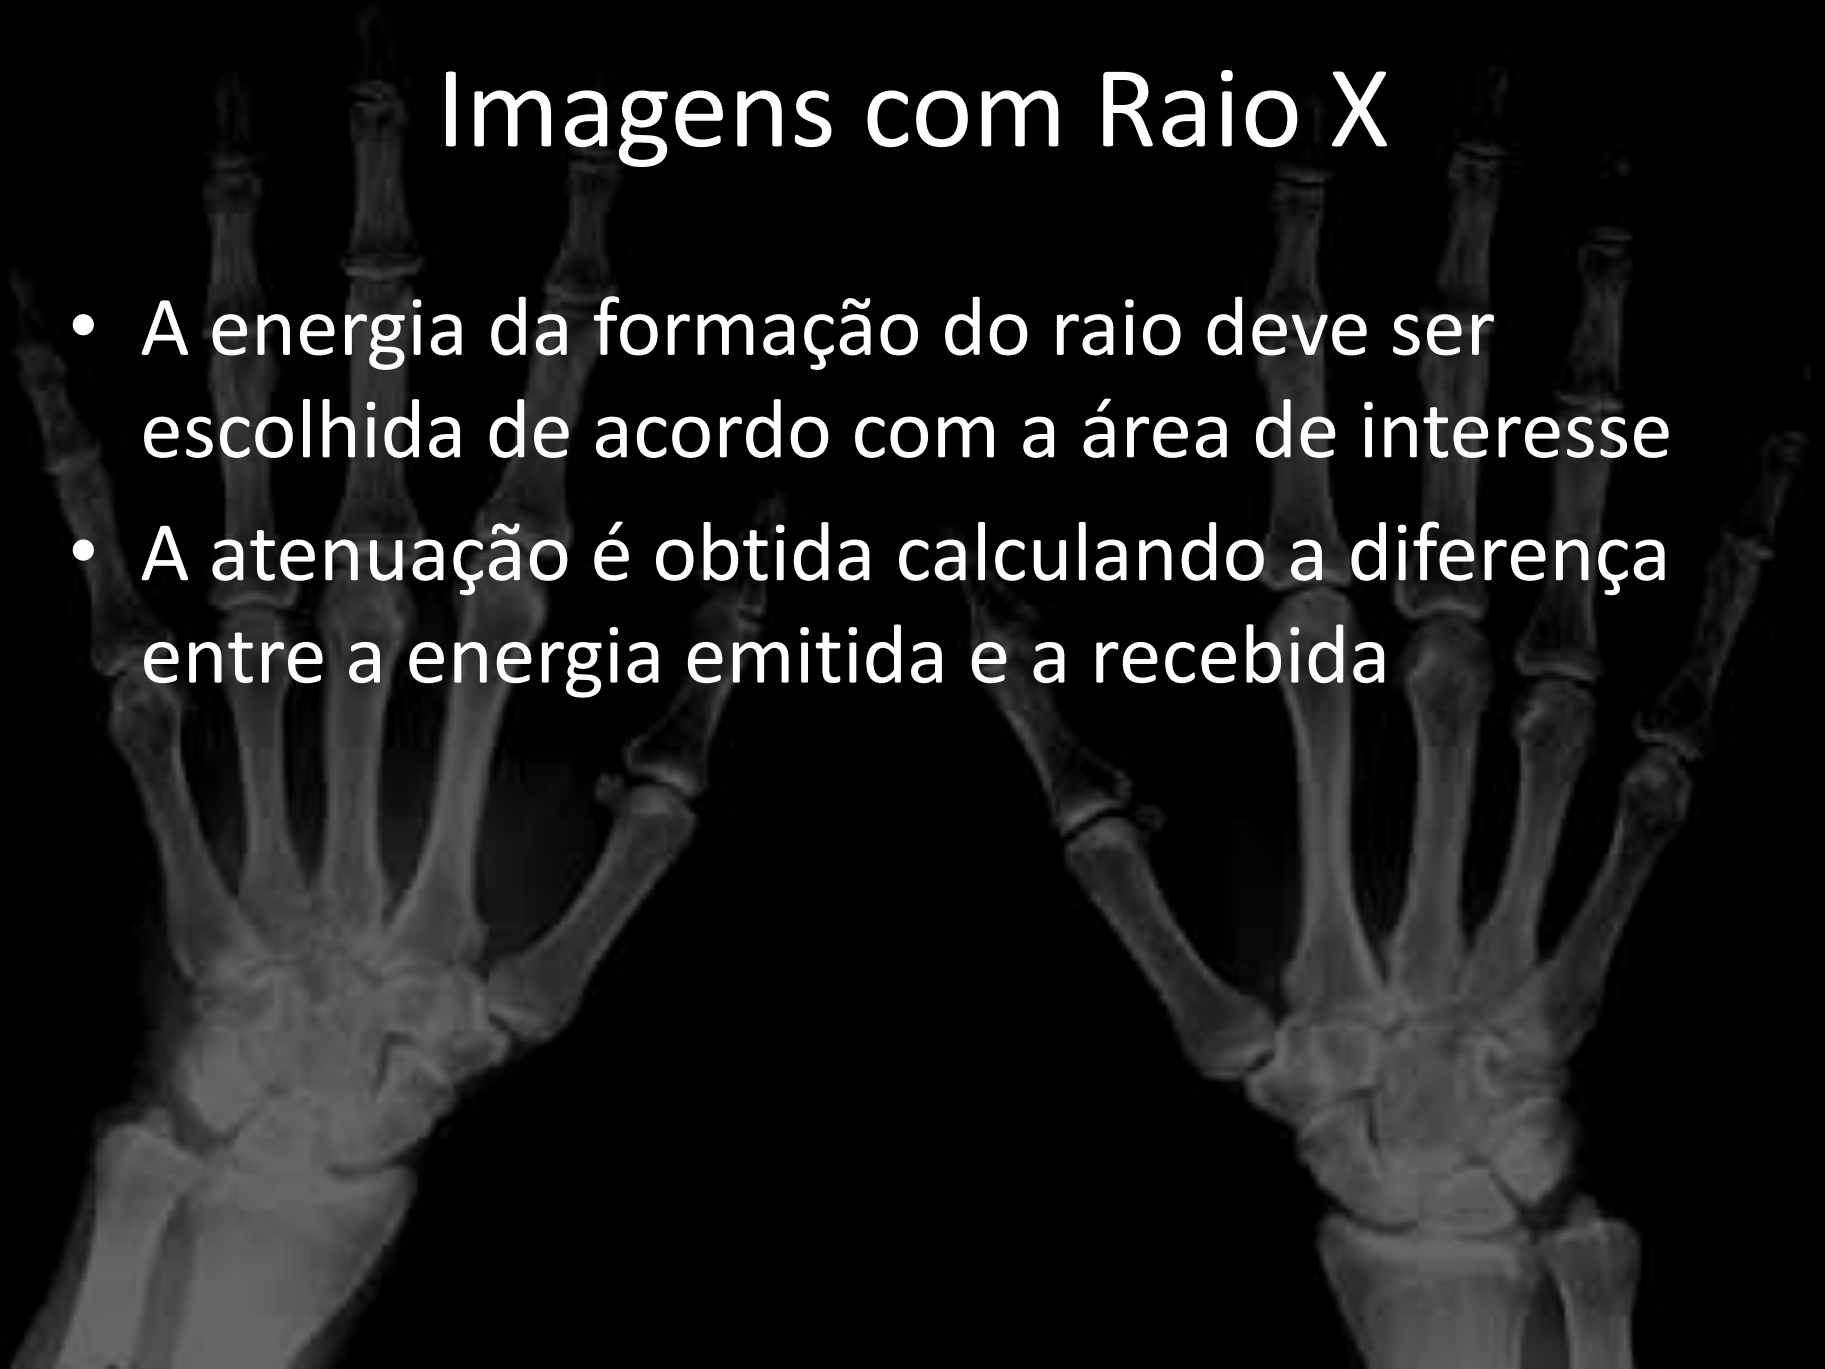 Imagens com Raio X
• A energia da formação do raio deve ser
escolhida de acordo com a área de interesse
• A atenuação é obtida calculando a diferença
entre a energia emitida e a recebida